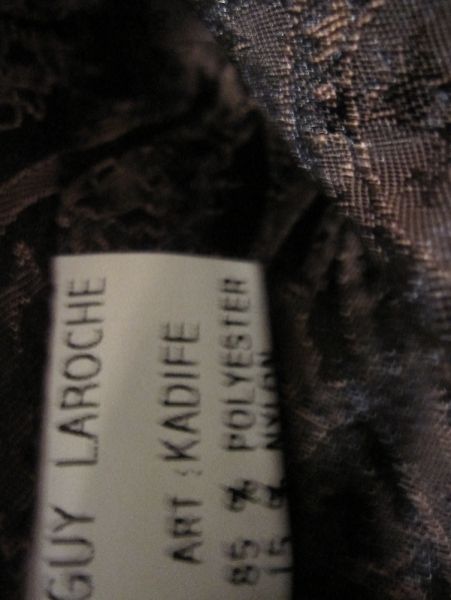 GUY LAROCHE
ART : KADIFE
85 % POLYESTER
15 % NYLON